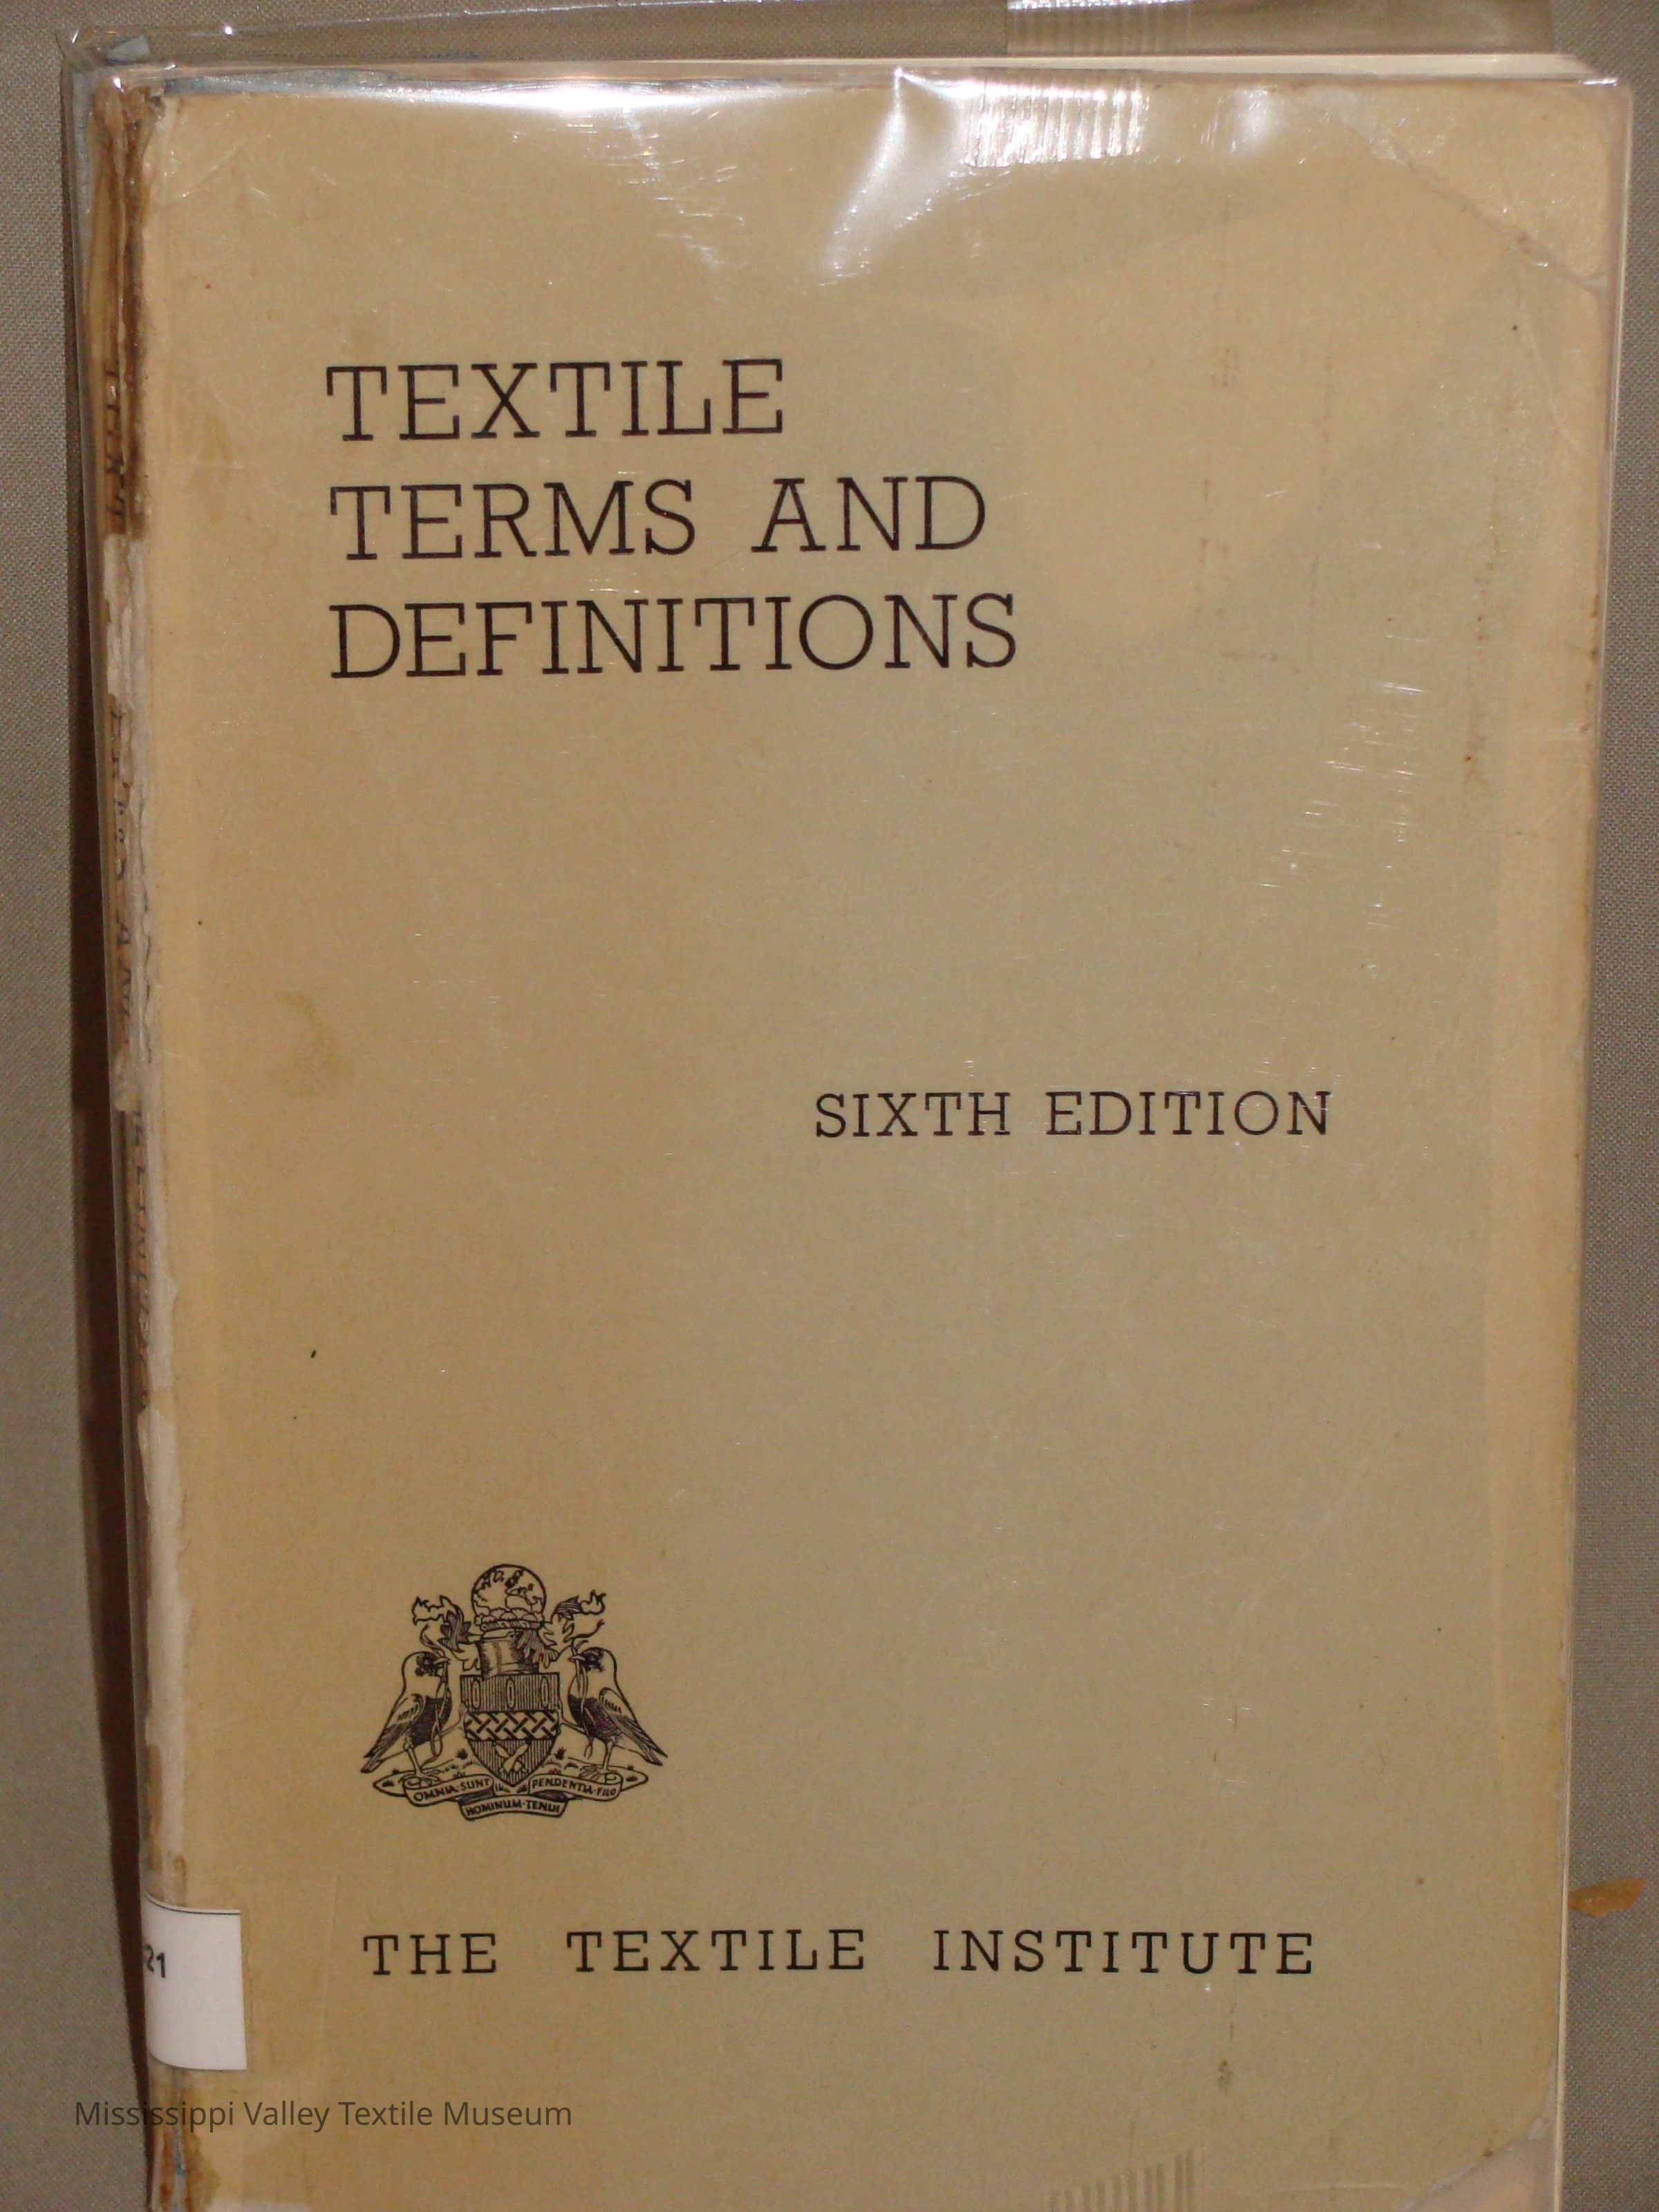 TEXTILE
TERMS AND
DEFINITIONS
SIXTH EDITION
OMNIA·SUNT
PENDENTIA·FILO
HOMINUM·TENUI
THE TEXTILE INSTITUTE
21
Mississippi Valley Textile Museum